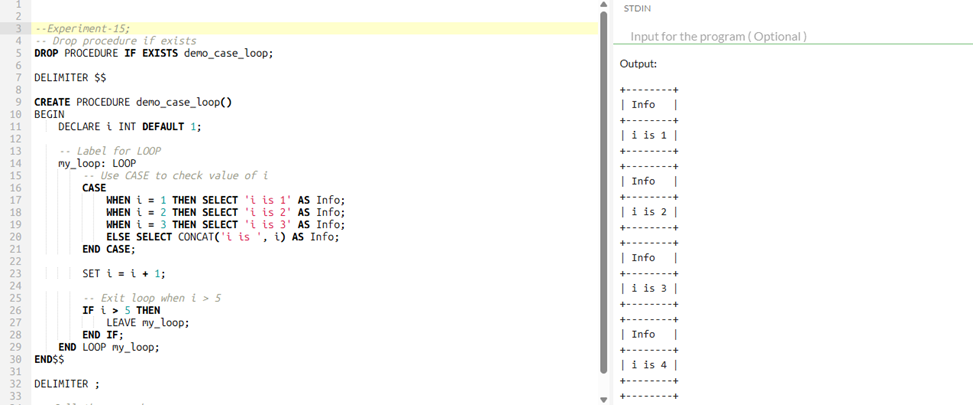 1
2
3 --Experiment-15;
4 -- Drop procedure if exists
5 DROP PROCEDURE IF EXISTS demo_case_loop;
6
7 DELIMITER $$
8
9 CREATE PROCEDURE demo_case_loop()
10 BEGIN
11 DECLARE i INT DEFAULT 1;
12
13 -- Label for LOOP
14 my_loop: LOOP
15 -- Use CASE to check value of i
16 CASE
17 WHEN i = 1 THEN SELECT 'i is 1' AS Info;
18 WHEN i = 2 THEN SELECT 'i is 2' AS Info;
19 WHEN i = 3 THEN SELECT 'i is 3' AS Info;
20 ELSE SELECT CONCAT('i is ', i) AS Info;
21 END CASE;
22
23 SET i = i + 1;
24
25 -- Exit loop when i > 5
26 IF i > 5 THEN
27 LEAVE my_loop;
28 END IF;
29 END LOOP my_loop;
30 END$$
31
32 DELIMITER ;
33
STDIN
Input for the program ( Optional )
Output:
+--------+
| Info   |
+--------+
| i is 1 |
+--------+
+--------+
| Info   |
+--------+
| i is 2 |
+--------+
+--------+
| Info   |
+--------+
| i is 3 |
+--------+
+--------+
| Info   |
+--------+
| i is 4 |
+--------+
+--------+